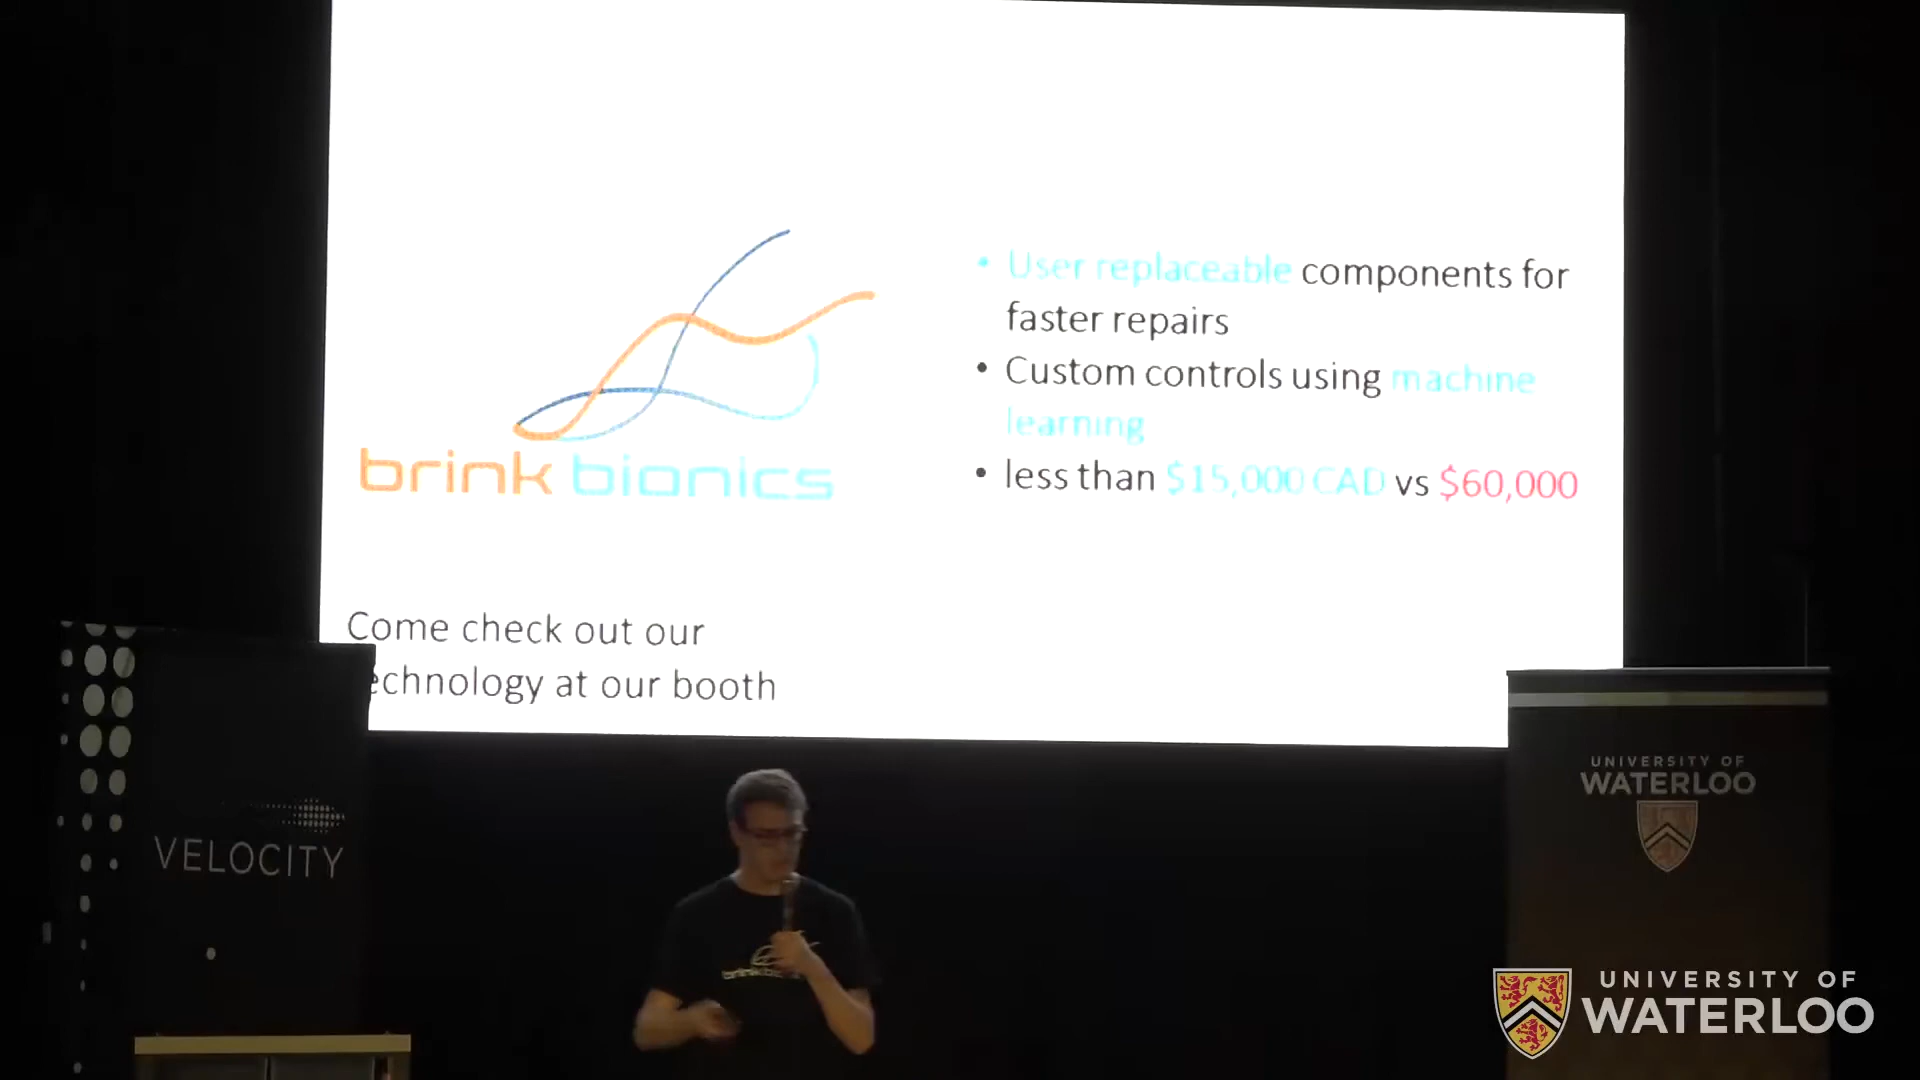 • User replaceable components for
faster repairs
• Custom controls using machine
learning
• less than $15,000 CAD vs $60,000
brink bionics
Come check out our
echnology at our booth
VELOCITY
UNIVERSITY OF
WATERLOO
brink
UNIVERSITY OF
WATERLOO